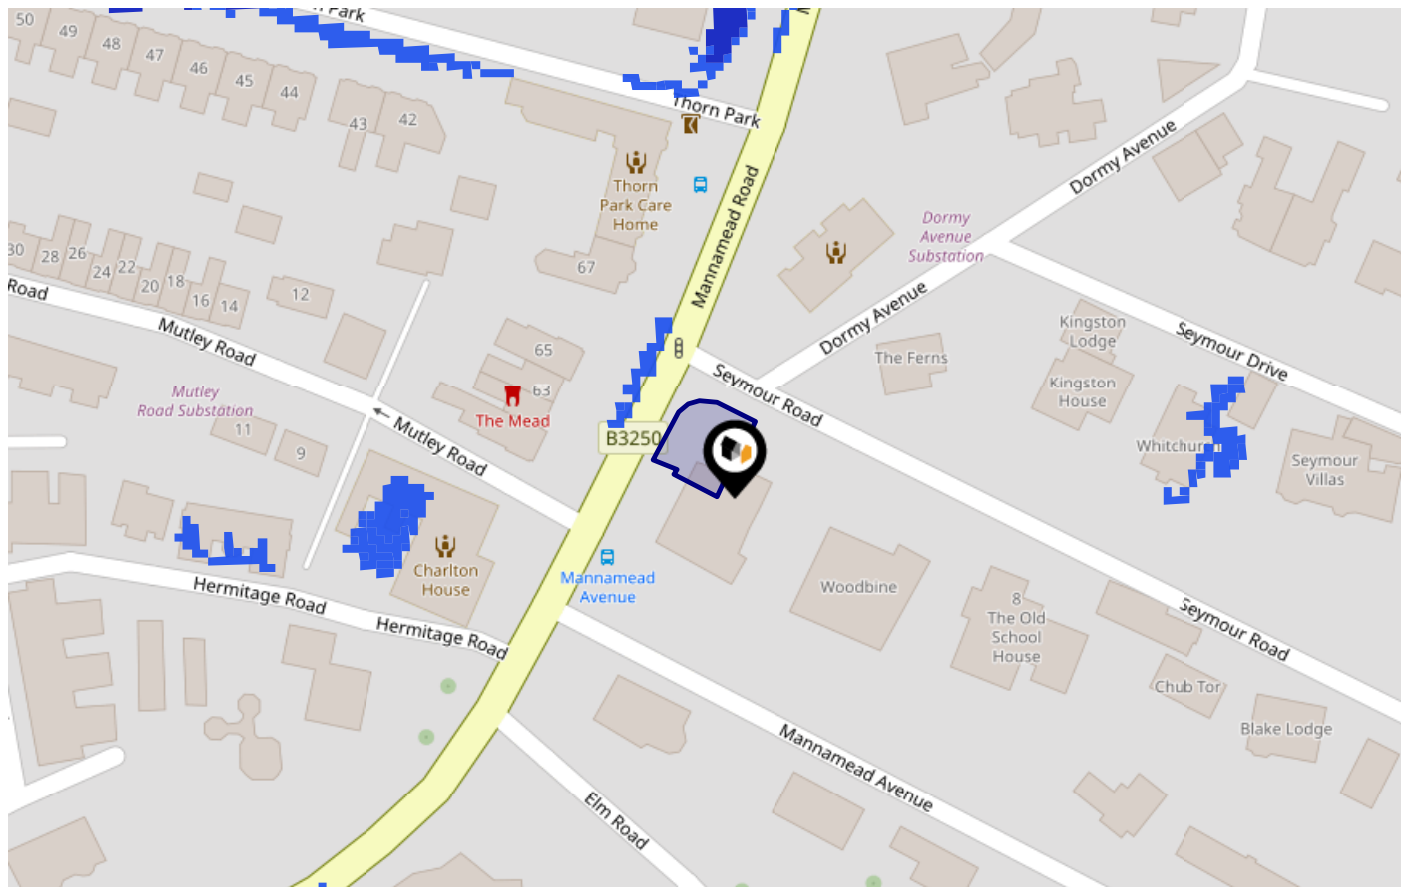 n Park
50
49
48
47
46
45
44
43
42
Thorn Park
Thorn
Park Care
Home
67
Mannamead Road
Dormy Avenue
Dormy
Avenue
Substation
Dormy Avenue
30
28
26
24
22
20
18
16
14
12
Road
Mutley Road
Mutley
Road Substation
11
9
Mutley Road
65
63
The Mead
B3250
Seymour Road
The Ferns
Kingston
Lodge
Kingston
House
Seymour Drive
Whitchur
Seymour
Villas
Charlton
House
Hermitage Road
Hermitage Road
Mannamead
Avenue
Woodbine
8
The Old
School
House
Seymour Road
Chub Tor
Blake Lodge
Mannamead Avenue
Elm Road